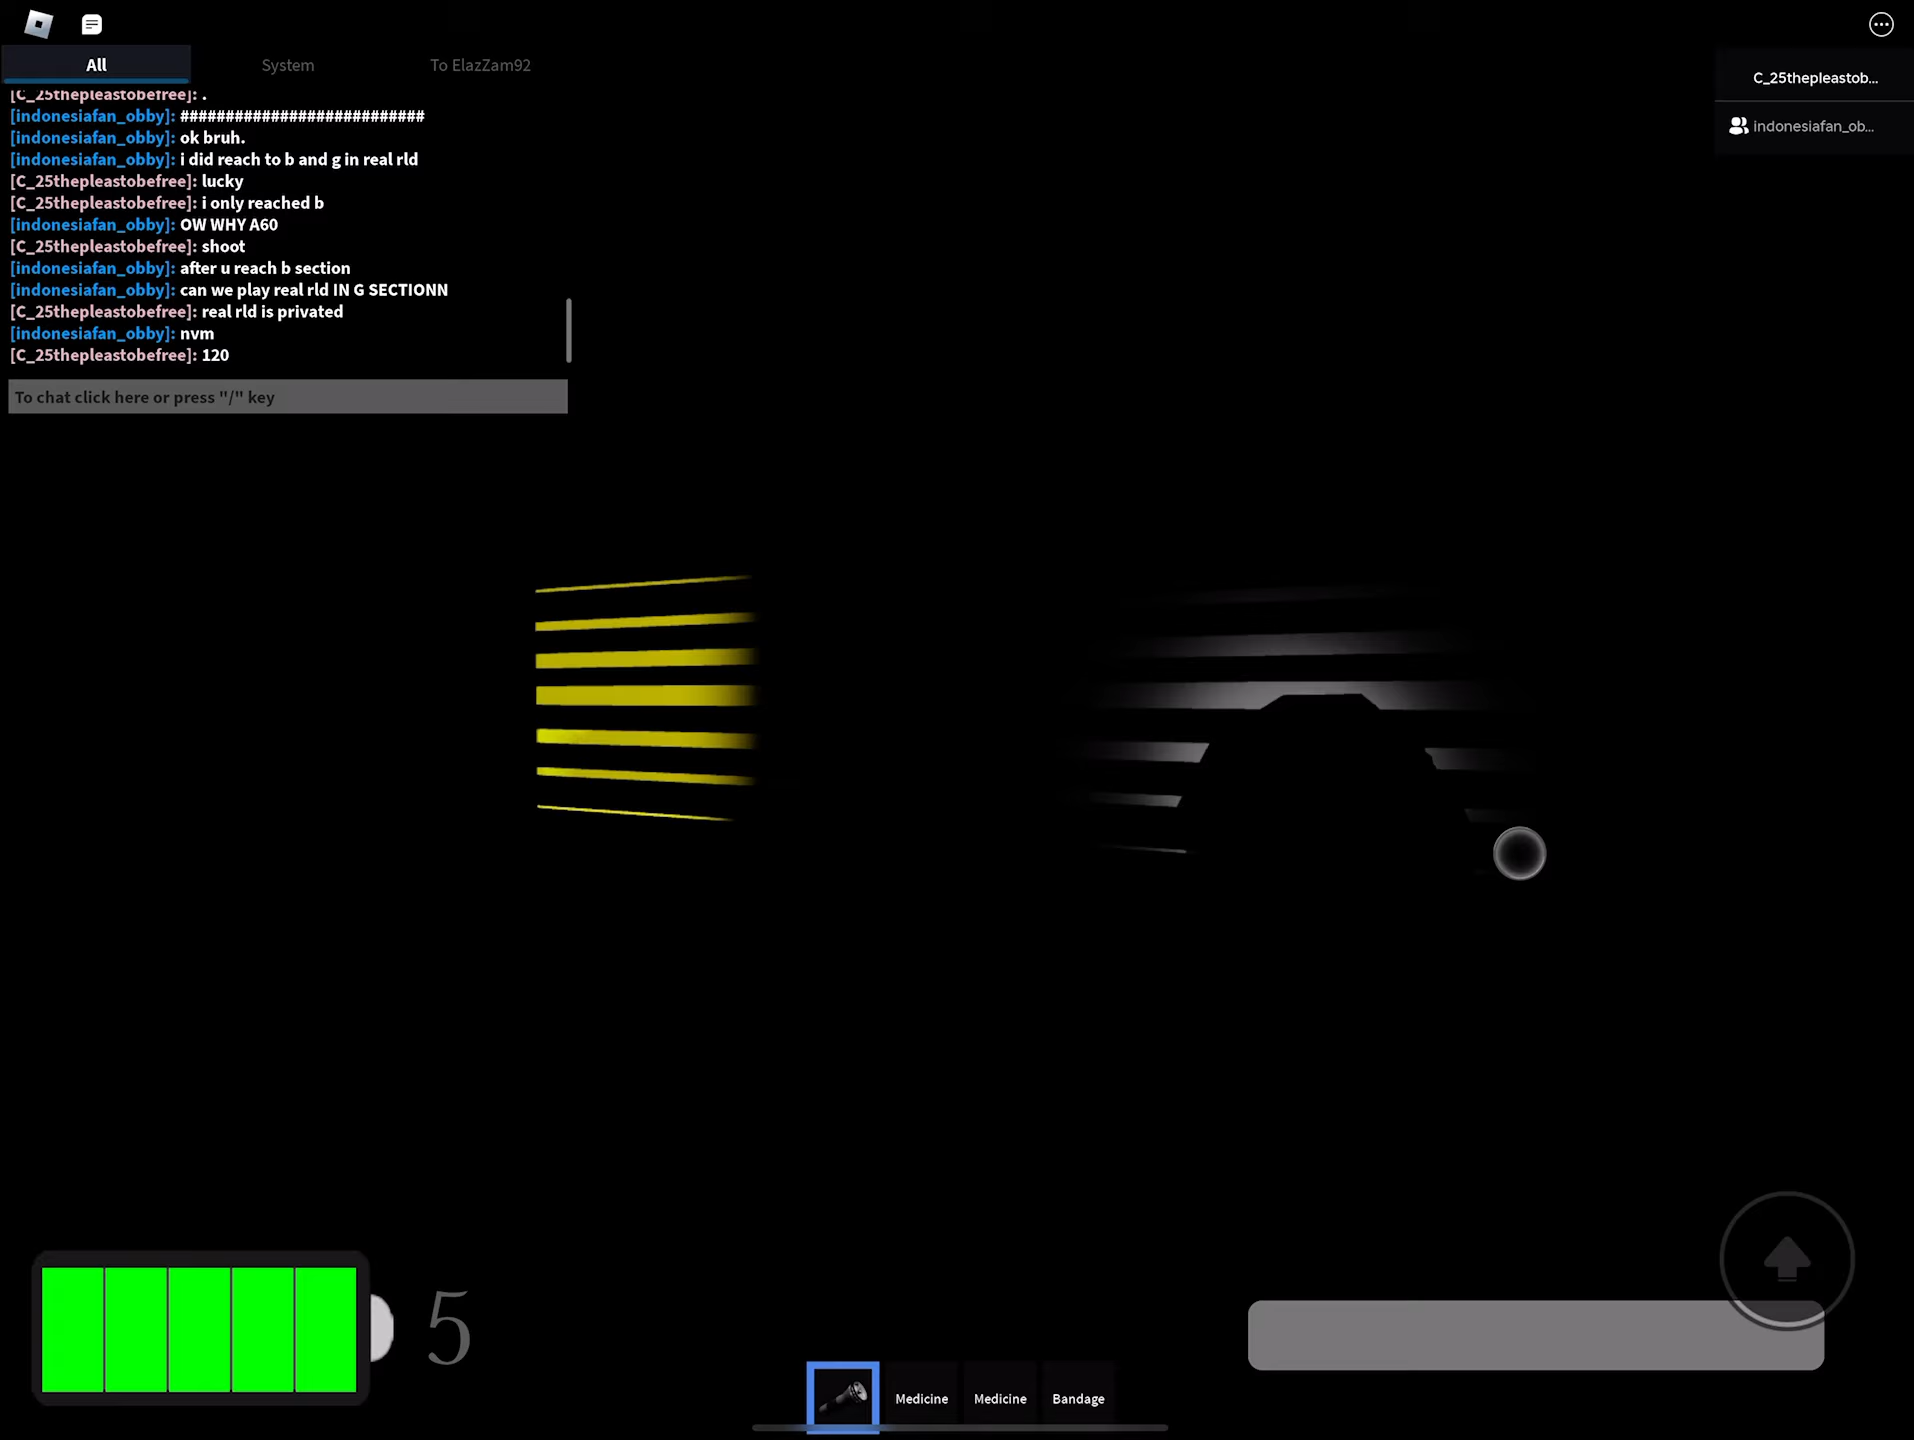 All
System
To ElazZam92
[C_25thepleastobefree]: .
[indonesiafan_obby]: ###########################
[indonesiafan_obby]: ok bruh.
[indonesiafan_obby]: i did reach to b and g in real rld
[C_25thepleastobefree]: lucky
[C_25thepleastobefree]: i only reached b
[indonesiafan_obby]: OW WHY A60
[C_25thepleastobefree]: shoot
[indonesiafan_obby]: after u reach b section
[indonesiafan_obby]: can we play real rld IN G SECTIONN
[C_25thepleastobefree]: real rld is privated
[indonesiafan_obby]: nvm
[C_25thepleastobefree]: 120
To chat click here or press "/" key
C_25thepleastob...
indonesiafan_ob...
5
Medicine
Medicine
Bandage